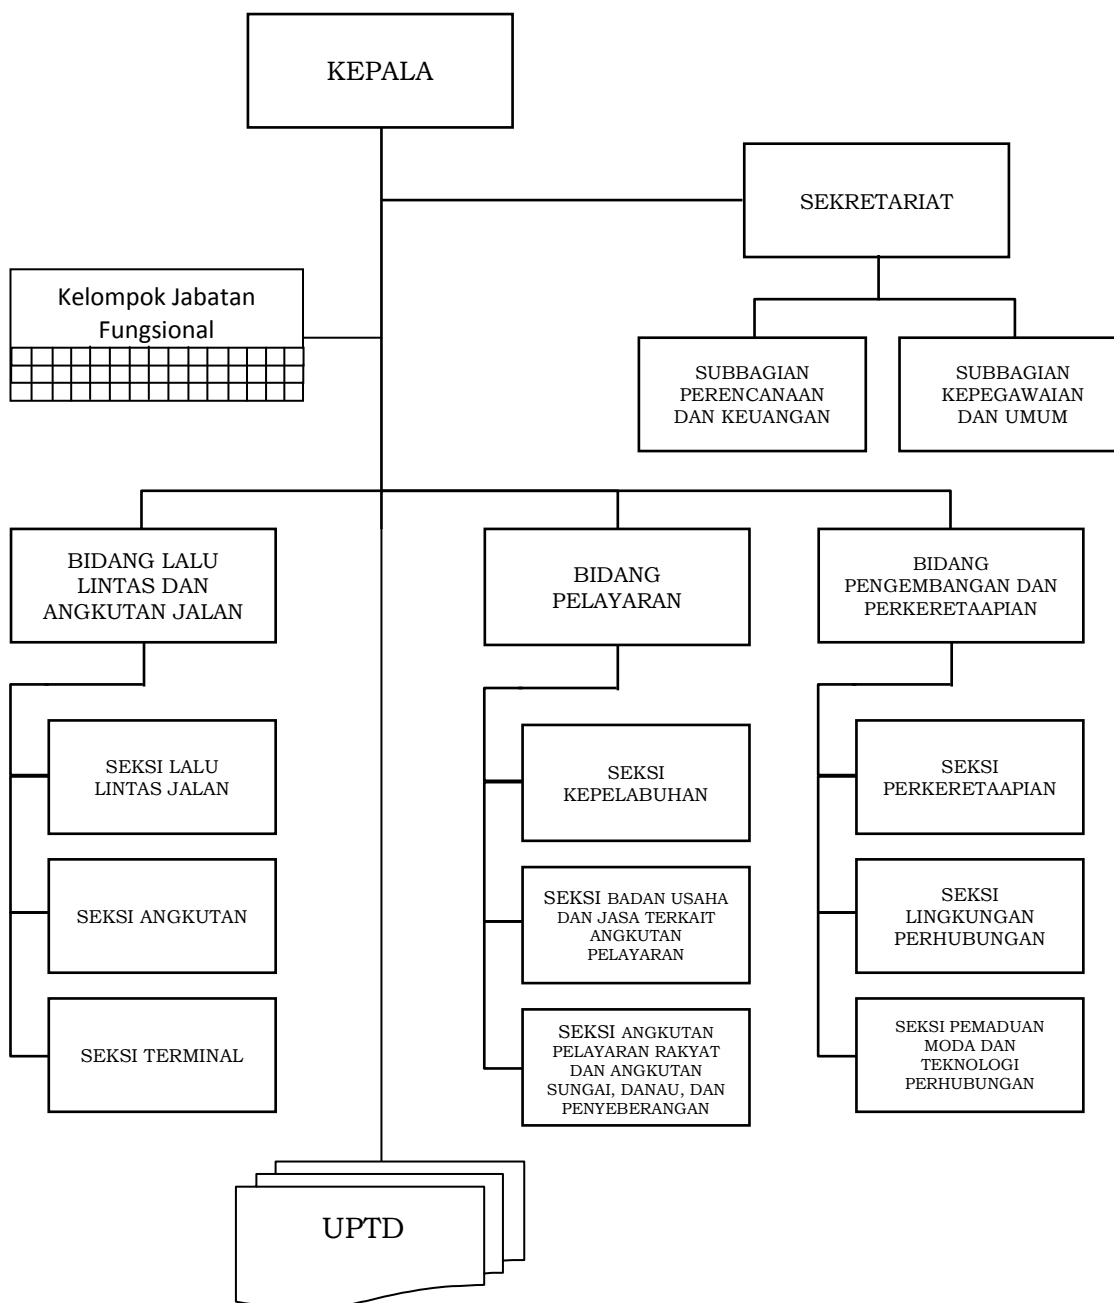 KEPALA
SEKRETARIAT
Kelompok Jabatan
Fungsional
SUBBAGIAN
PERENCANAAN
DAN KEUANGAN
SUBBAGIAN
KEPEGAWAIAN
DAN UMUM
BIDANG LALU
LINTAS DAN
ANGKUTAN JALAN
BIDANG
PELAYARAN
BIDANG
PENGEMBANGAN DAN
PERKERETAAPIAN
SEKSI LALU
LINTAS JALAN
SEKSI ANGKUTAN
SEKSI TERMINAL
SEKSI
KEPELABUHAN
SEKSI BADAN USAHA
DAN JASA TERKAIT
ANGKUTAN
PELAYARAN
SEKSI ANGKUTAN
PELAYARAN RAKYAT
DAN ANGKUTAN
SUNGAI, DANAU, DAN
PENYEBERANGAN
SEKSI
PERKERETAAPIAN
SEKSI
LINGKUNGAN
PERHUBUNGAN
SEKSI PEMADUAN
MODA DAN
TEKNOLOGI
PERHUBUNGAN
UPTD